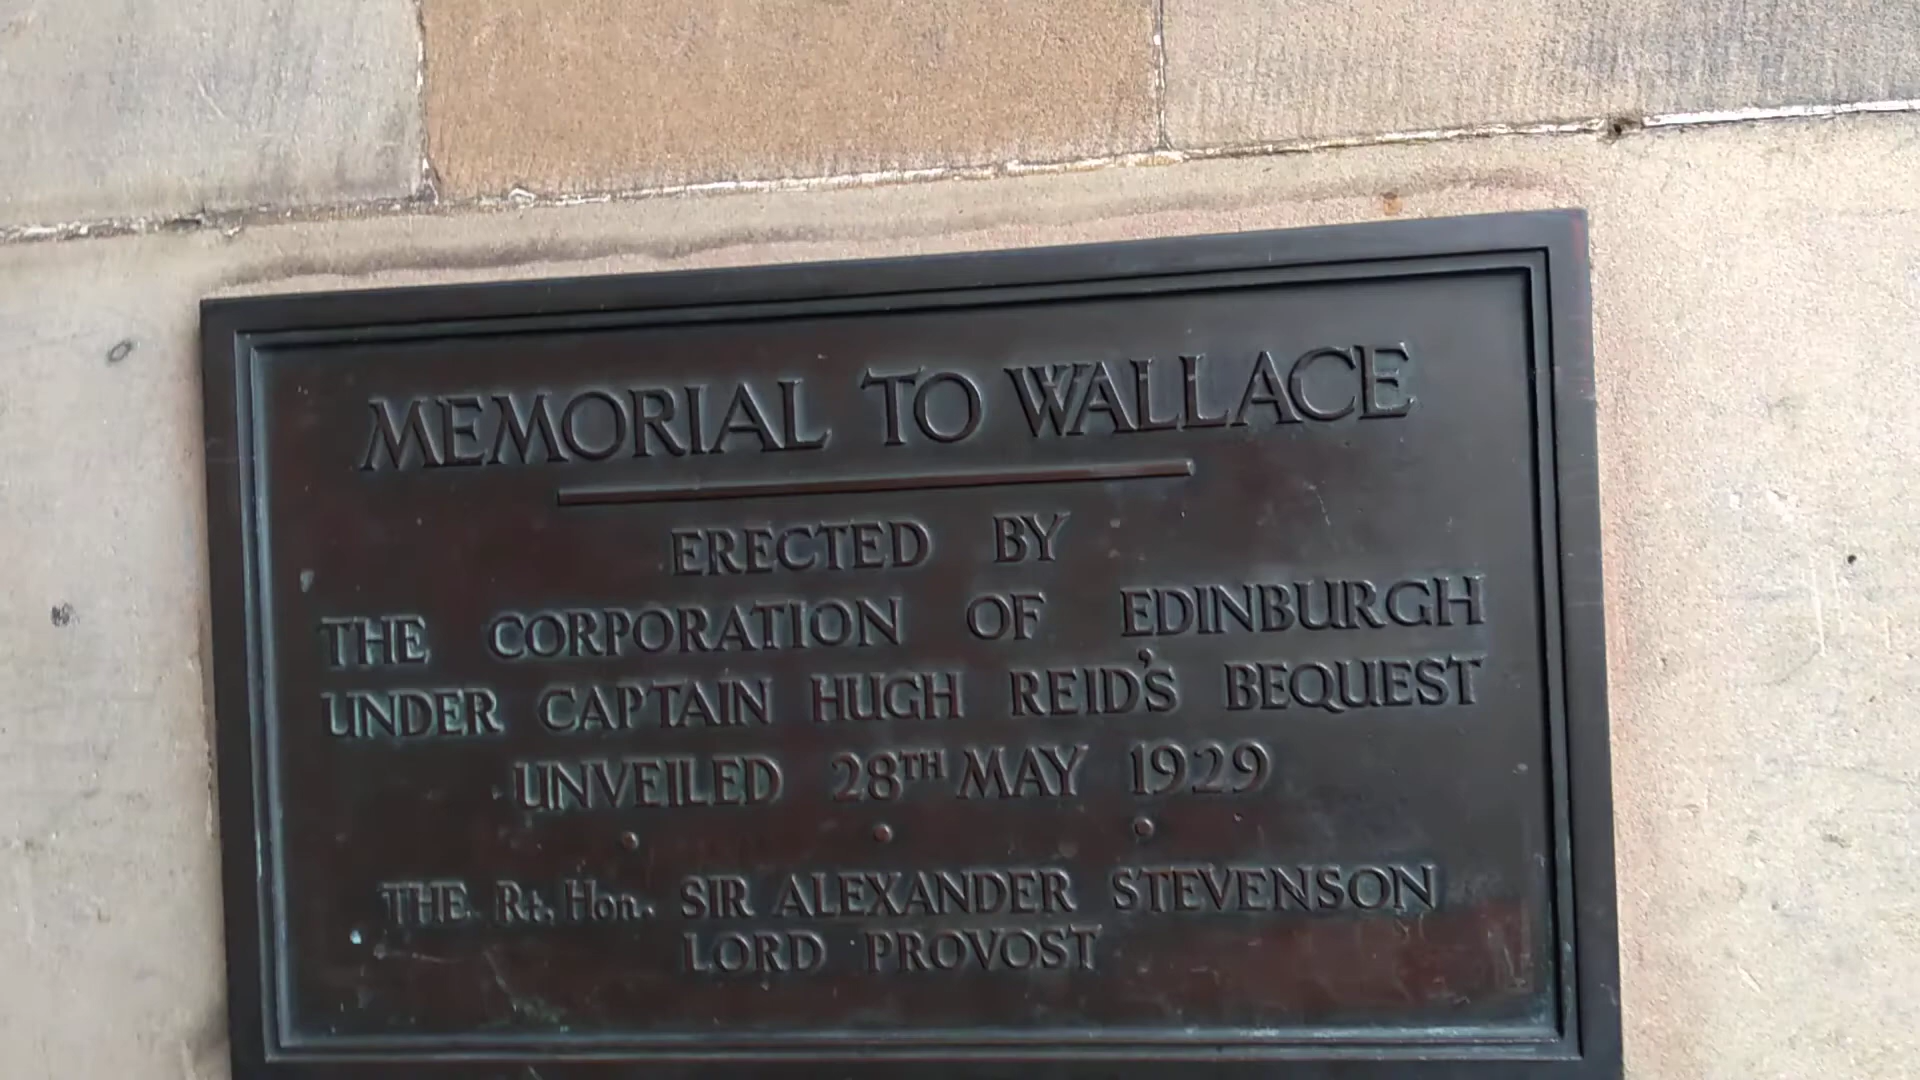 MEMORIAL TO WALLACE
ERECTED BY
THE CORPORATION OF EDINBURGH
UNDER CAPTAIN HUGH REID'S BEQUEST
UNVEILED 28TH MAY 1929
THE Rt. Hon. SIR ALEXANDER STEVENSON
LORD PROVOST